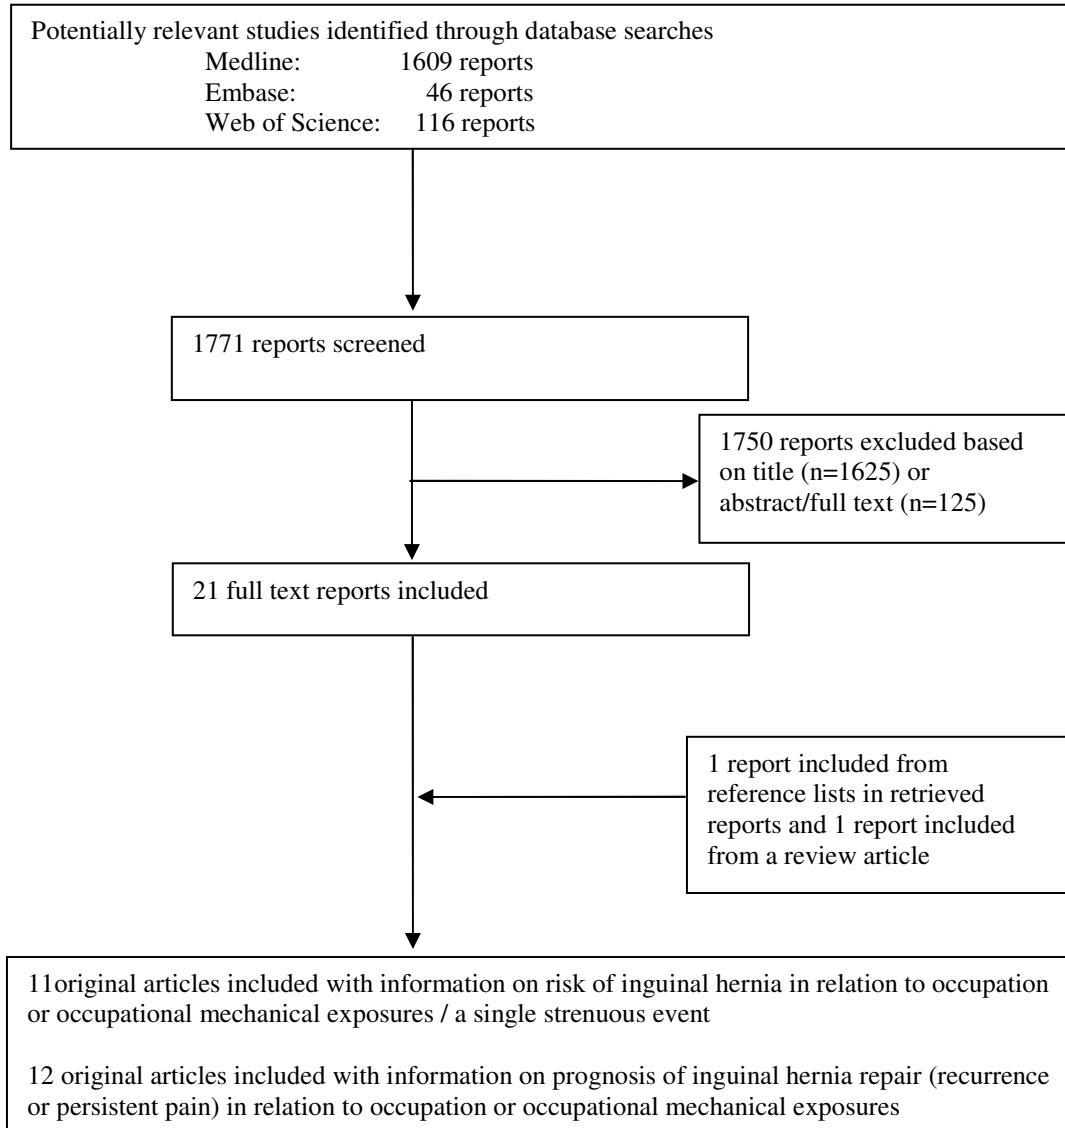 Potentially relevant studies identified through database searches
Medline: 1609 reports
Embase: 46 reports
Web of Science: 116 reports
1771 reports screened
1750 reports excluded based
on title (n=1625) or
abstract/full text (n=125)
21 full text reports included
1 report included from
reference lists in retrieved
reports and 1 report included
from a review article
11original articles included with information on risk of inguinal hernia in relation to occupation
or occupational mechanical exposures / a single strenuous event
12 original articles included with information on prognosis of inguinal hernia repair (recurrence
or persistent pain) in relation to occupation or occupational mechanical exposures